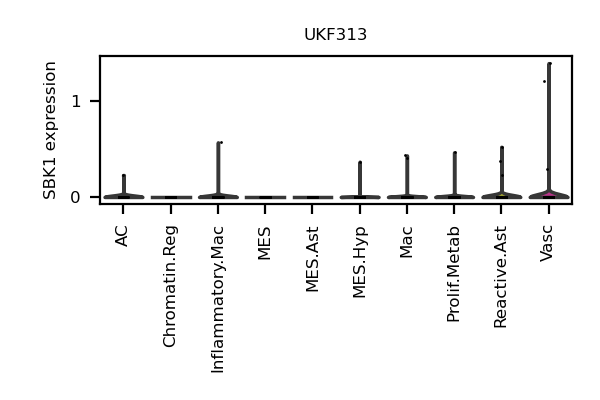 UKF313
SBK1 expression
1
0
AC
Chromatin.Reg
Inflammatory.Mac
MES
MES.Ast
MES.Hyp
Mac
Prolif.Metab
Reactive.Ast
Vasc